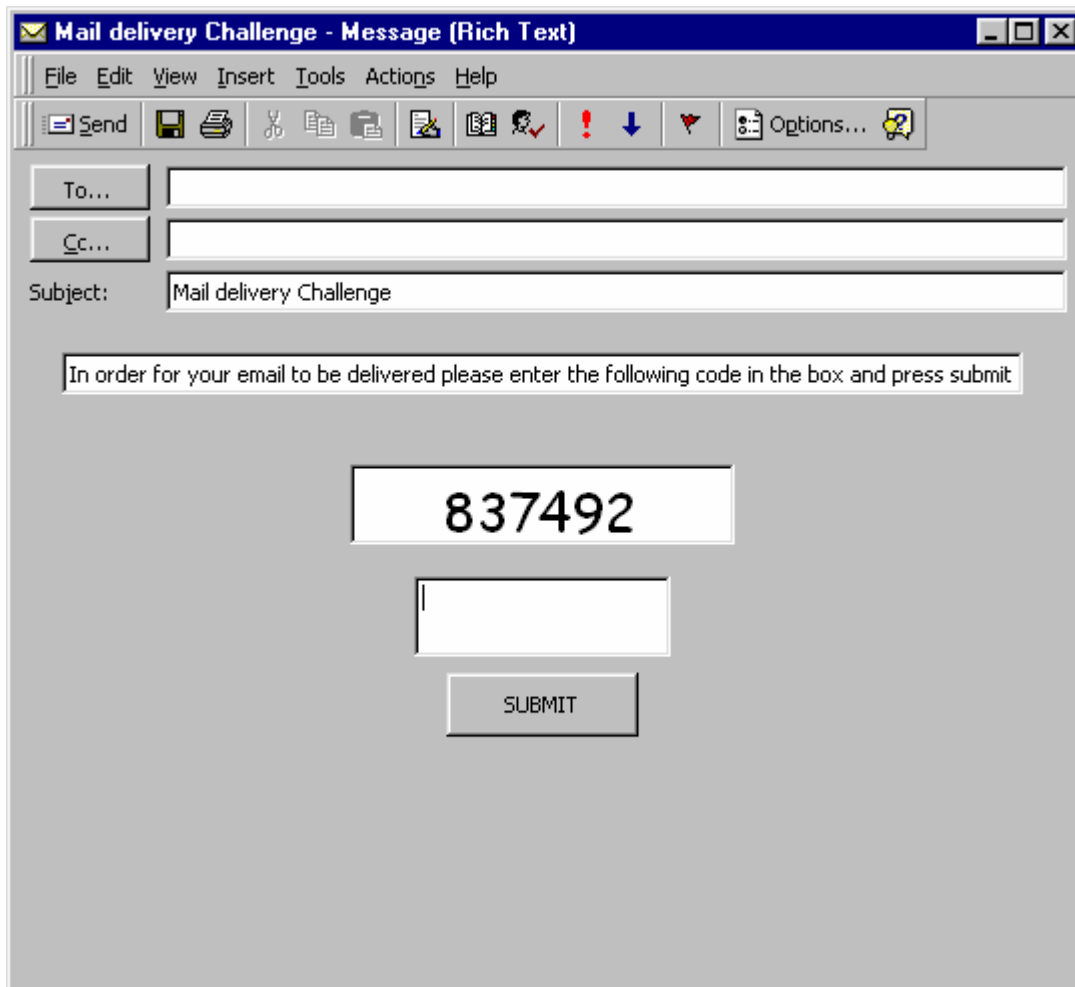 Mail delivery Challenge - Message (Rich Text)
File Edit View Insert Tools Actions Help
Send Options...
To...
Cc...
Subject: Mail delivery Challenge
In order for your email to be delivered please enter the following code in the box and press submit
837492
SUBMIT